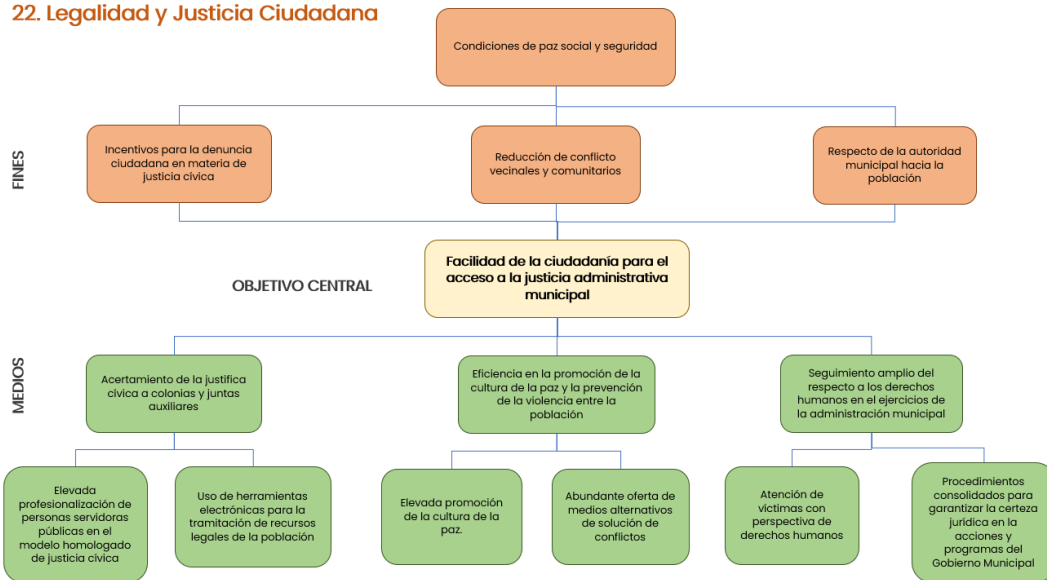 22. Legalidad y Justicia Ciudadana
Condiciones de paz social y seguridad
FINES
Incentivos para la denuncia
ciudadana en materia de
justicia cívica
Reducción de conflicto
vecinales y comunitarios
Respecto de la autoridad
municipal hacia la
población
OBJETIVO CENTRAL
Facilidad de la ciudadanía para el
acceso a la justicia administrativa
municipal
MEDIOS
Acertamiento de la justifica
cívica a colonias y juntas
auxiliares
Eficiencia en la promoción de la
cultura de la paz y la prevención
de la violencia entre la
población
Seguimiento amplio del
respecto a los derechos
humanos en el ejercicios de
la administración municipal
Elevada
profesionalización de
personas servidoras
públicas en el
modelo homologado
de justicia cívica
Uso de herramientas
electrónicas para la
tramitación de recursos
legales de la población
Elevada promoción
de la cultura de la
paz.
Abundante oferta de
medios alternativos
de solución de
conflictos
Atención de
victimas con
perspectiva de
derechos humanos
Procedimientos
consolidados para
garantizar la certeza
jurídica en la
acciones y
programas del
Gobierno Municipal